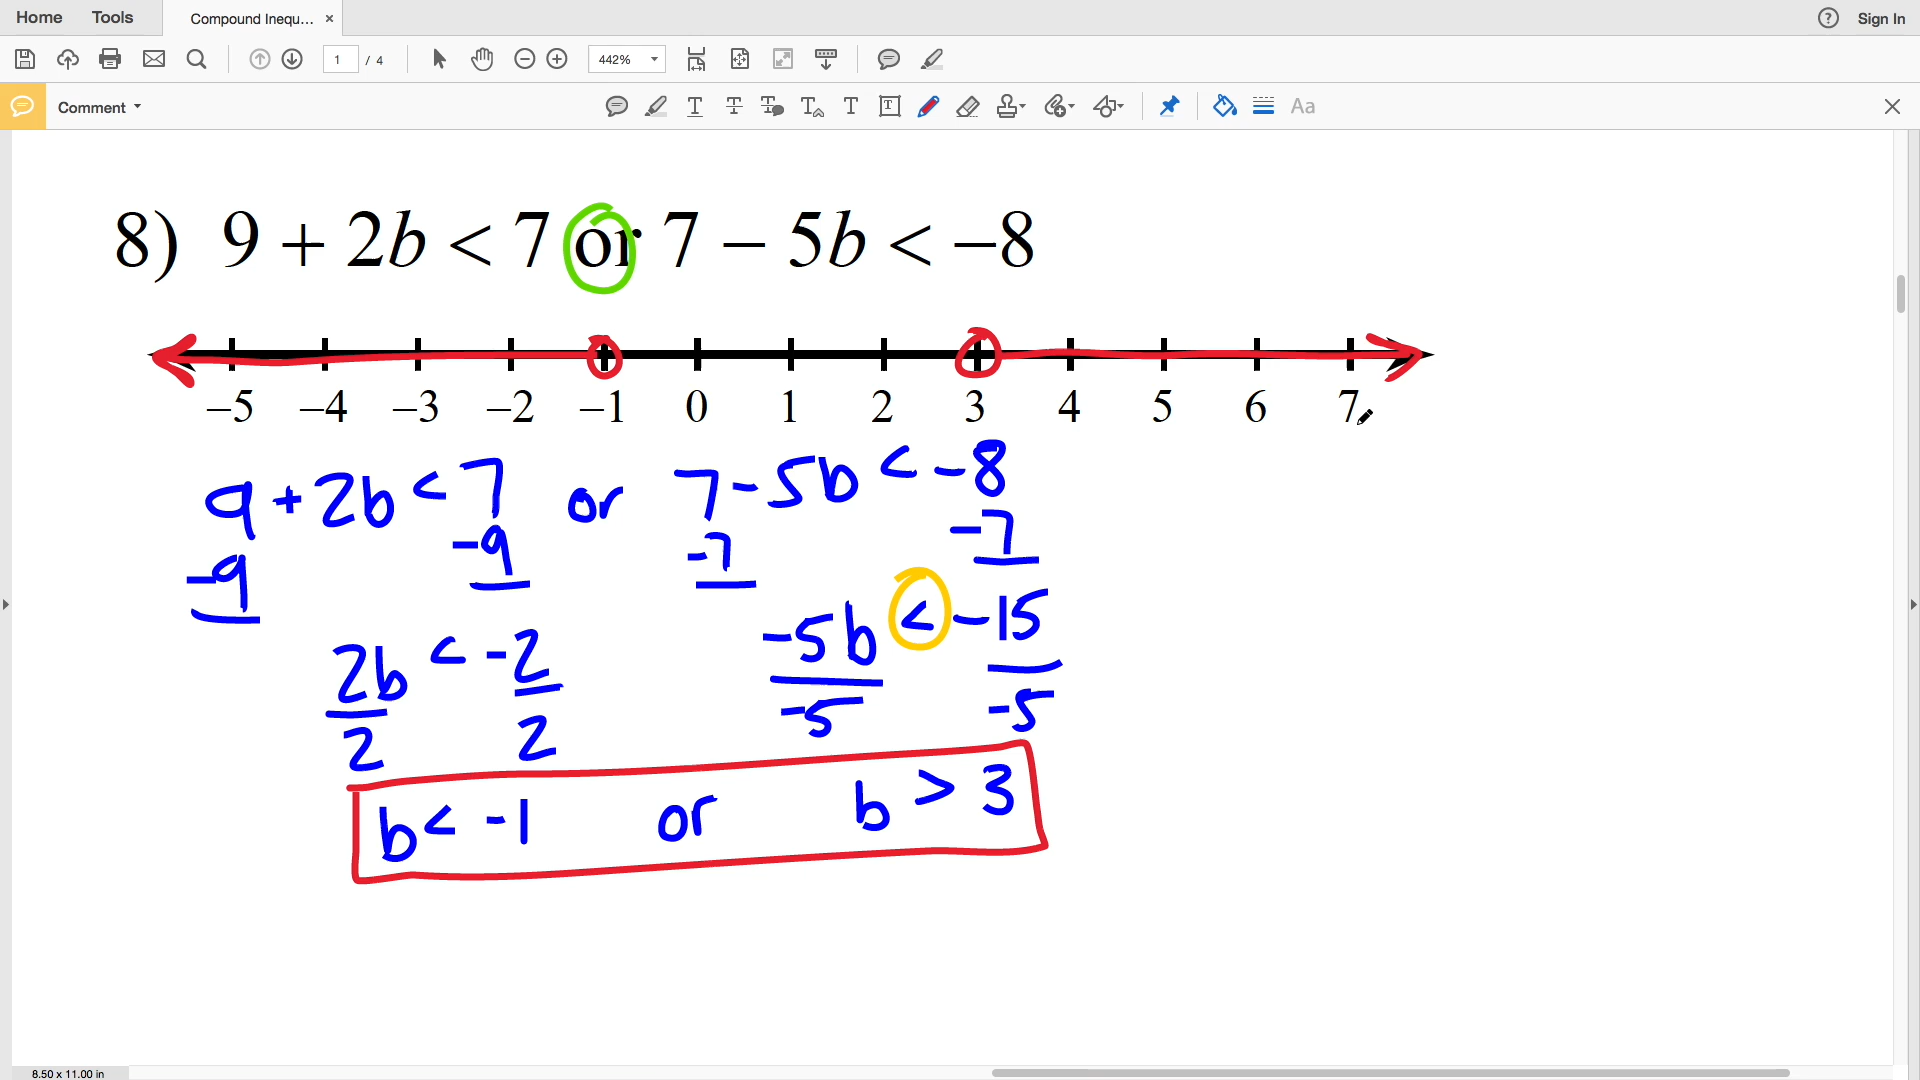 Home Tools Compound Inequ... × ? Sign In
1 / 4 442%
Comment T T T T T T Aa
8) 9 + 2b < 7 or 7 − 5b < −8
−5 −4 −3 −2 −1 0 1 2 3 4 5 6 7
9 + 2b < 7 or 7 - 5b < -8
-9 -9 -7 -7
2b < -2 -5b < -15
2 2 -5 -5
b < -1 or b > 3
8.50 x 11.00 in